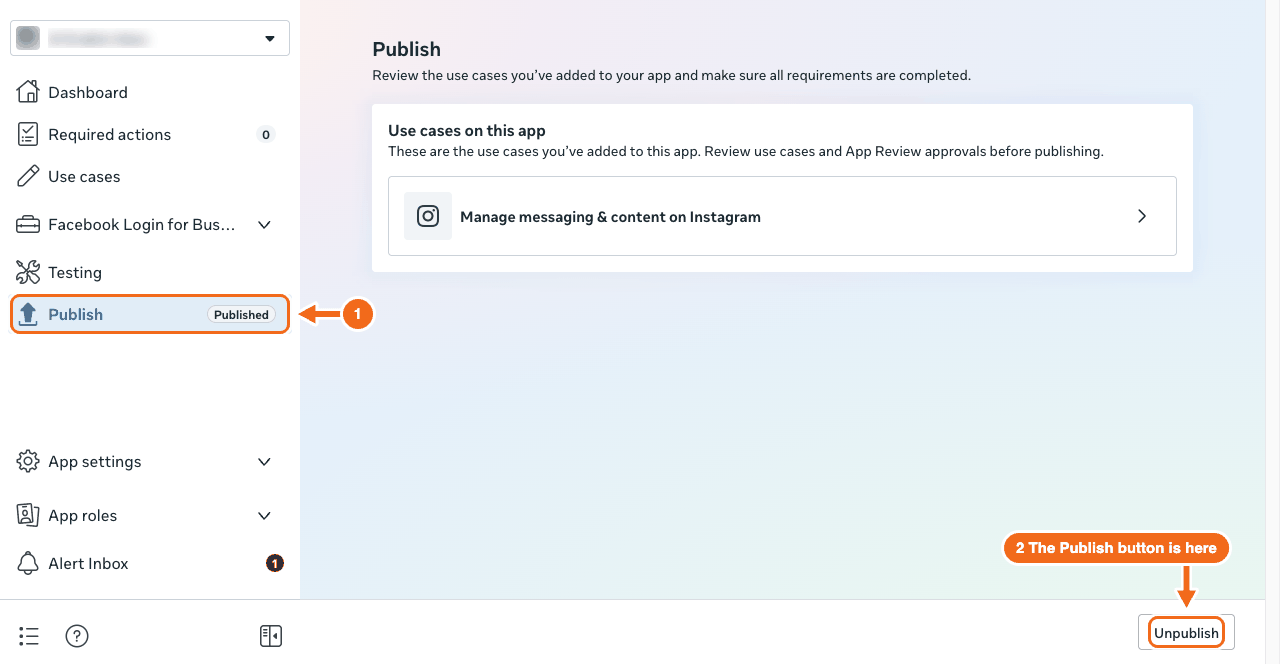 Dashboard
Required actions 0
Use cases
Facebook Login for Bus...
Testing
Publish Published
App settings
App roles
Alert Inbox 1
Publish
Review the use cases you've added to your app and make sure all requirements are completed.
Use cases on this app
These are the use cases you've added to this app. Review use cases and App Review approvals before publishing.
Manage messaging & content on Instagram
1
2 The Publish button is here
?
Unpublish